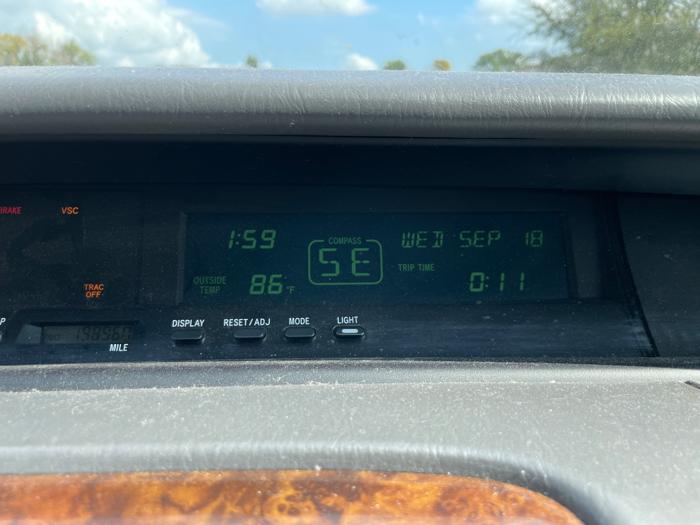 BRAKE VSC
1:59 COMPASS WED SEP 18
SE
OUTSIDE TEMP 86°F TRIP TIME 0:11
TRAC OFF
DISPLAY RESET/ADJ MODE LIGHT
MILE